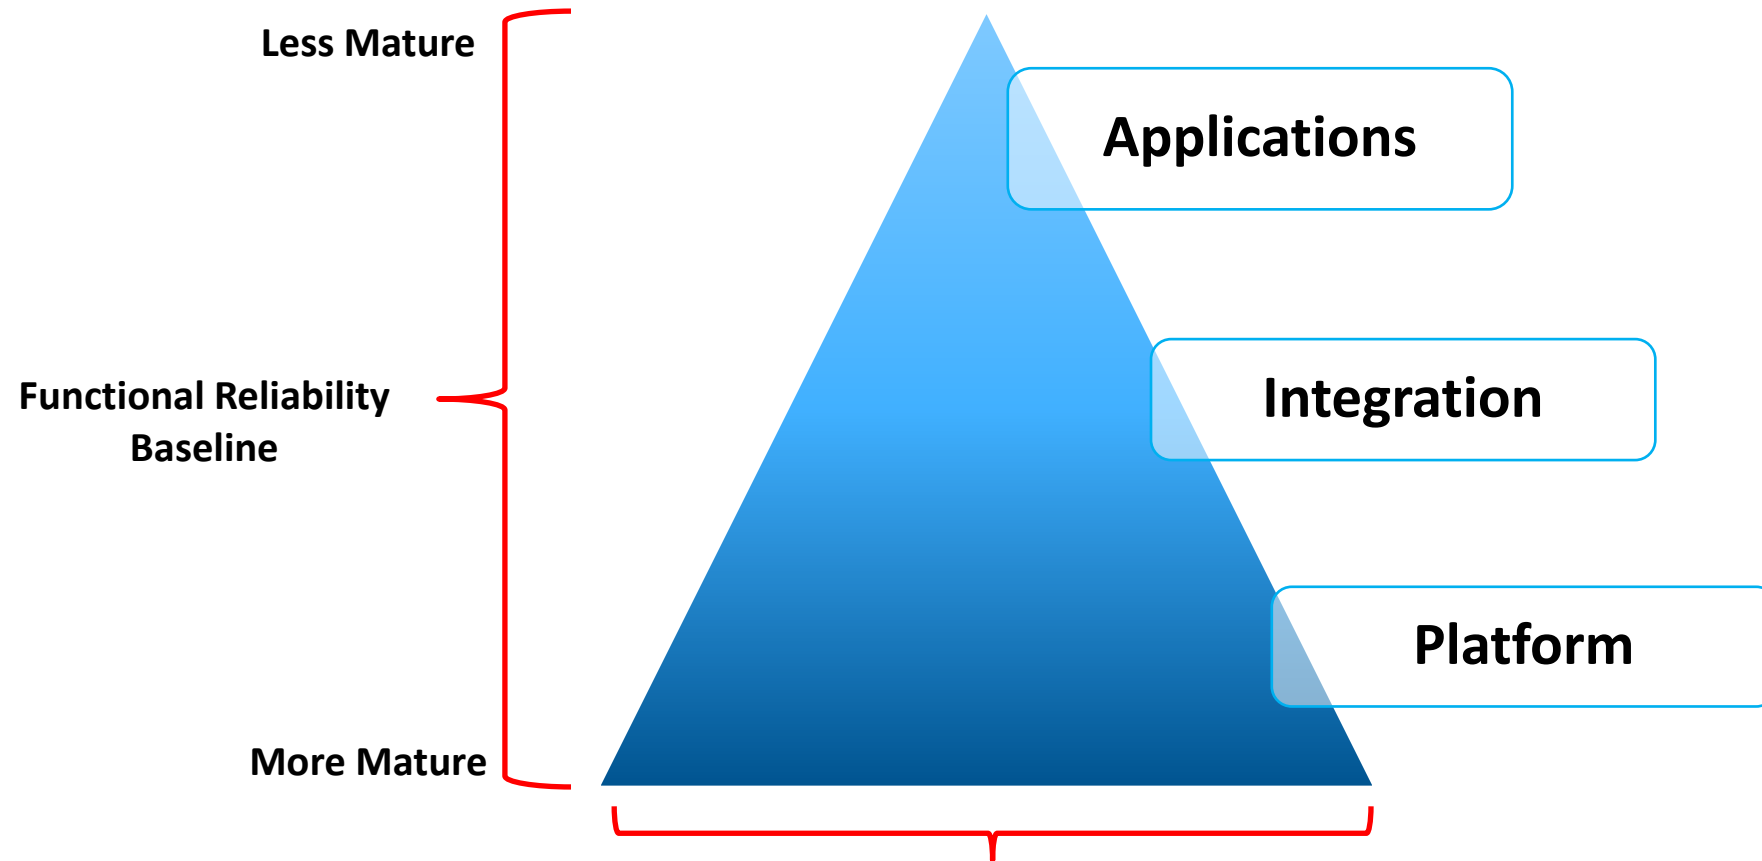 Less Mature
Applications
Functional Reliability
Baseline
Integration
Platform
More Mature